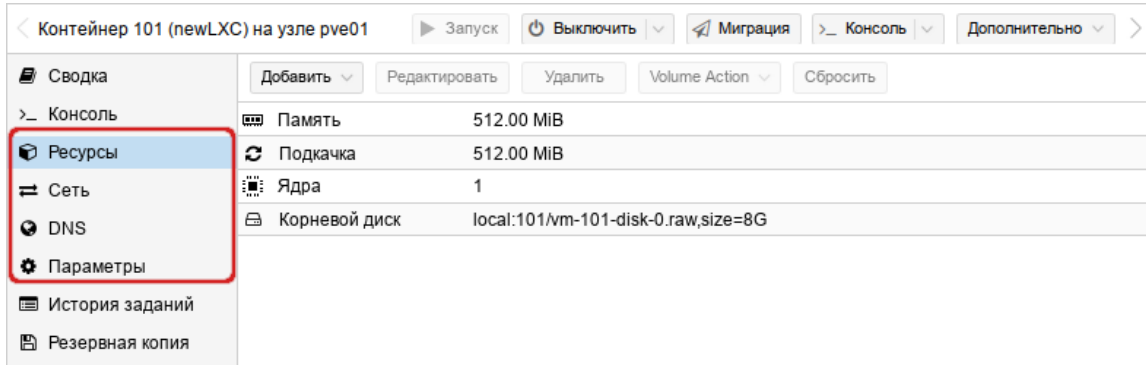 Контейнер 101 (newLXC) на узле pve01 Запуск Выключить Миграция >_ Консоль Дополнительно
Сводка
>_ Консоль
Ресурсы
Сеть
DNS
Параметры
История заданий
Резервная копия
Добавить Редактировать Удалить Volume Action Сбросить
Память 512.00 MiB
Подкачка 512.00 MiB
Ядра 1
Корневой диск local:101/vm-101-disk-0.raw,size=8G